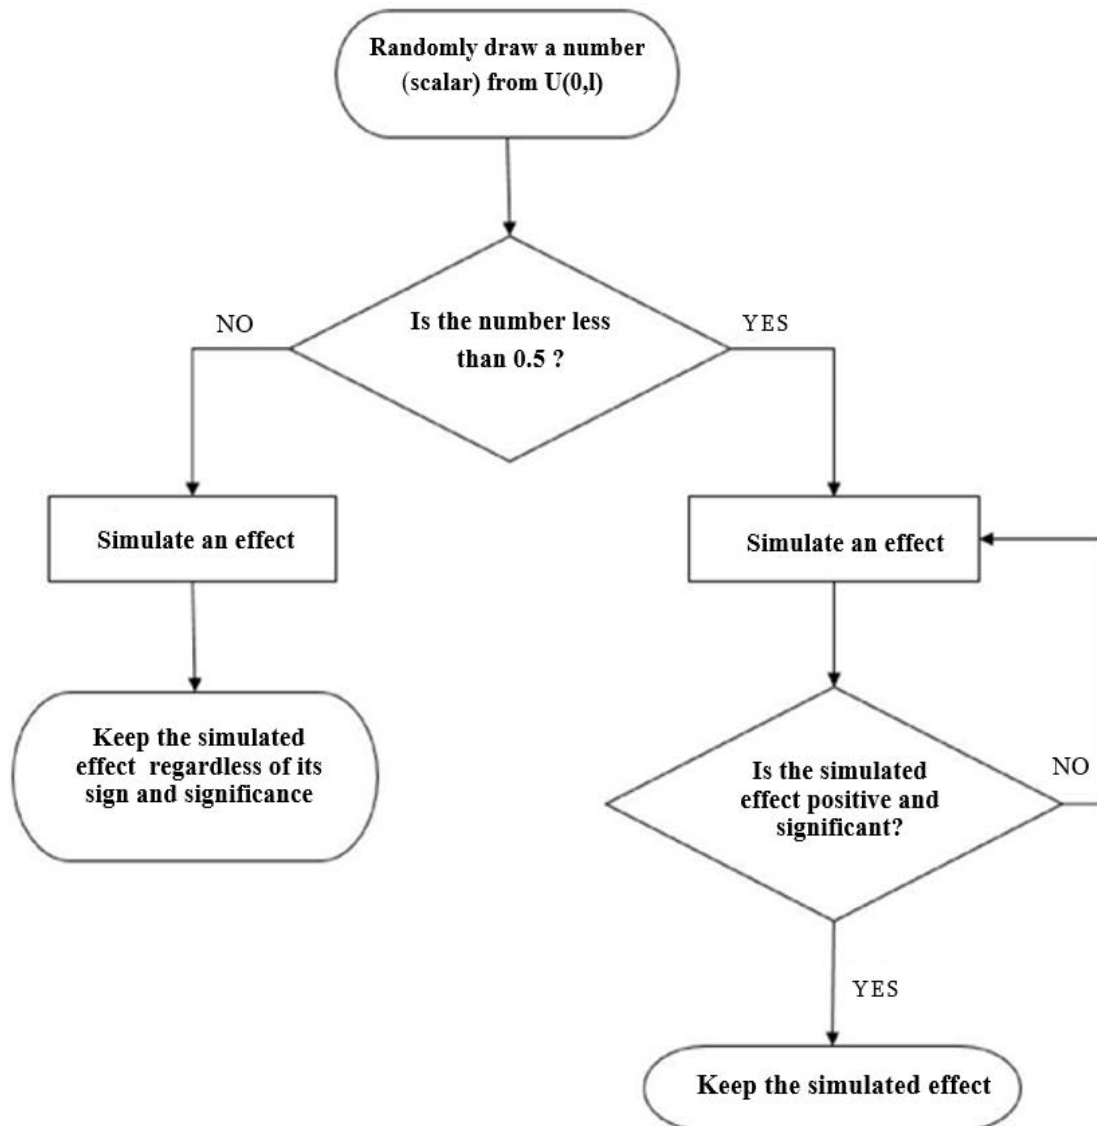 Randomly draw a number
(scalar) from U(0,l)
NO
Is the number less
than 0.5 ?
YES
Simulate an effect
Simulate an effect
Keep the simulated
effect regardless of its
sign and significance
Is the simulated
effect positive and
significant?
NO
YES
Keep the simulated effect